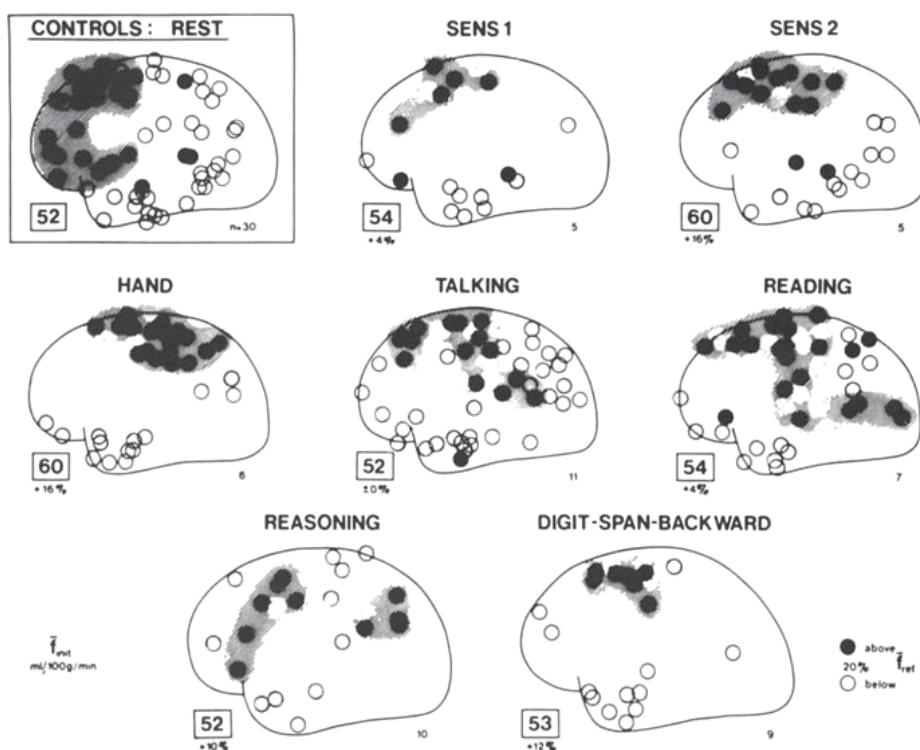 CONTROLS: REST
SENS 1
SENS 2
52
n=30
54
+4%
5
60
+16%
5
HAND
TALKING
READING
60
+16%
6
52
±0%
11
54
+4%
7
REASONING
DIGIT-SPAN-BACKWARD
ml/100g/min
52
+10%
10
53
+12%
9
above
20% f̄ref
below